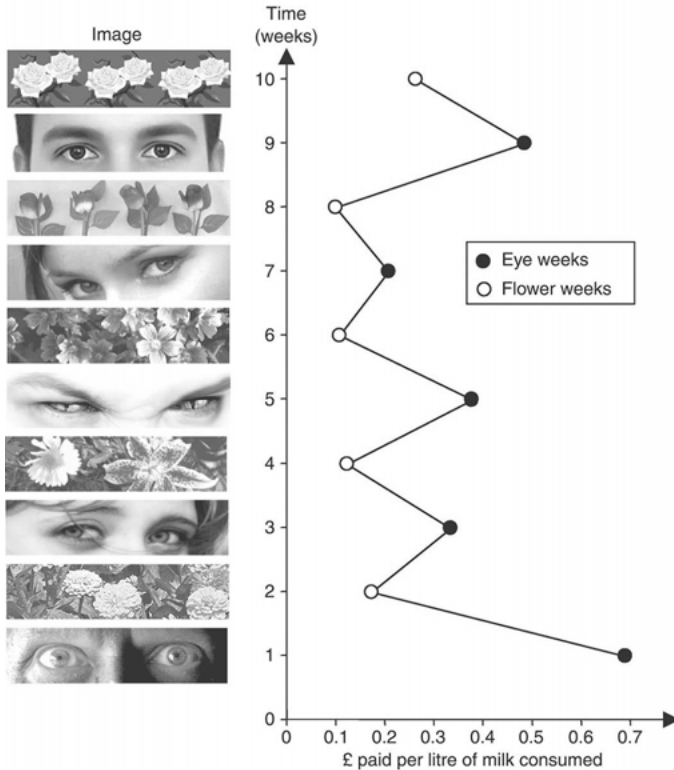 Image
Time
(weeks)
10
9
8
7
6
5
4
3
2
1
0
Eye weeks
Flower weeks
0 0.1 0.2 0.3 0.4 0.5 0.6 0.7
£ paid per litre of milk consumed